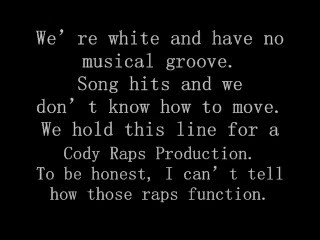 We’re white and have no
musical groove.
Song hits and we
don’t know how to move.
We hold this line for a
Cody Raps Production.
To be honest, I can’t tell
how those raps function.